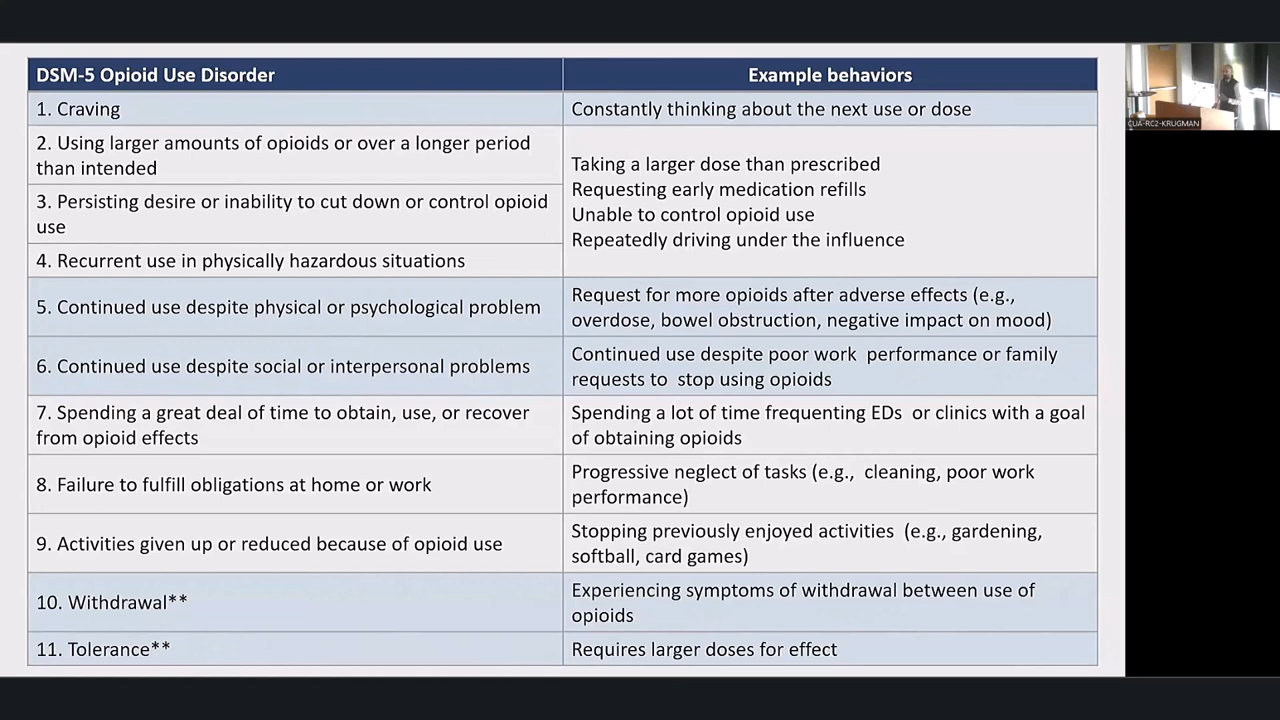 DSM-5 Opioid Use Disorder
Example behaviors
1. Craving
Constantly thinking about the next use or dose
2. Using larger amounts of opioids or over a longer period
than intended
3. Persisting desire or inability to cut down or control opioid
use
4. Recurrent use in physically hazardous situations
Taking a larger dose than prescribed
Requesting early medication refills
Unable to control opioid use
Repeatedly driving under the influence
5. Continued use despite physical or psychological problem
Request for more opioids after adverse effects (e.g.,
overdose, bowel obstruction, negative impact on mood)
6. Continued use despite social or interpersonal problems
Continued use despite poor work performance or family
requests to stop using opioids
7. Spending a great deal of time to obtain, use, or recover
from opioid effects
Spending a lot of time frequenting EDs or clinics with a goal
of obtaining opioids
8. Failure to fulfill obligations at home or work
Progressive neglect of tasks (e.g., cleaning, poor work
performance)
9. Activities given up or reduced because of opioid use
Stopping previously enjoyed activities (e.g., gardening,
softball, card games)
10. Withdrawal**
Experiencing symptoms of withdrawal between use of
opioids
11. Tolerance**
Requires larger doses for effect
CUA-RC2-KRUGMAN